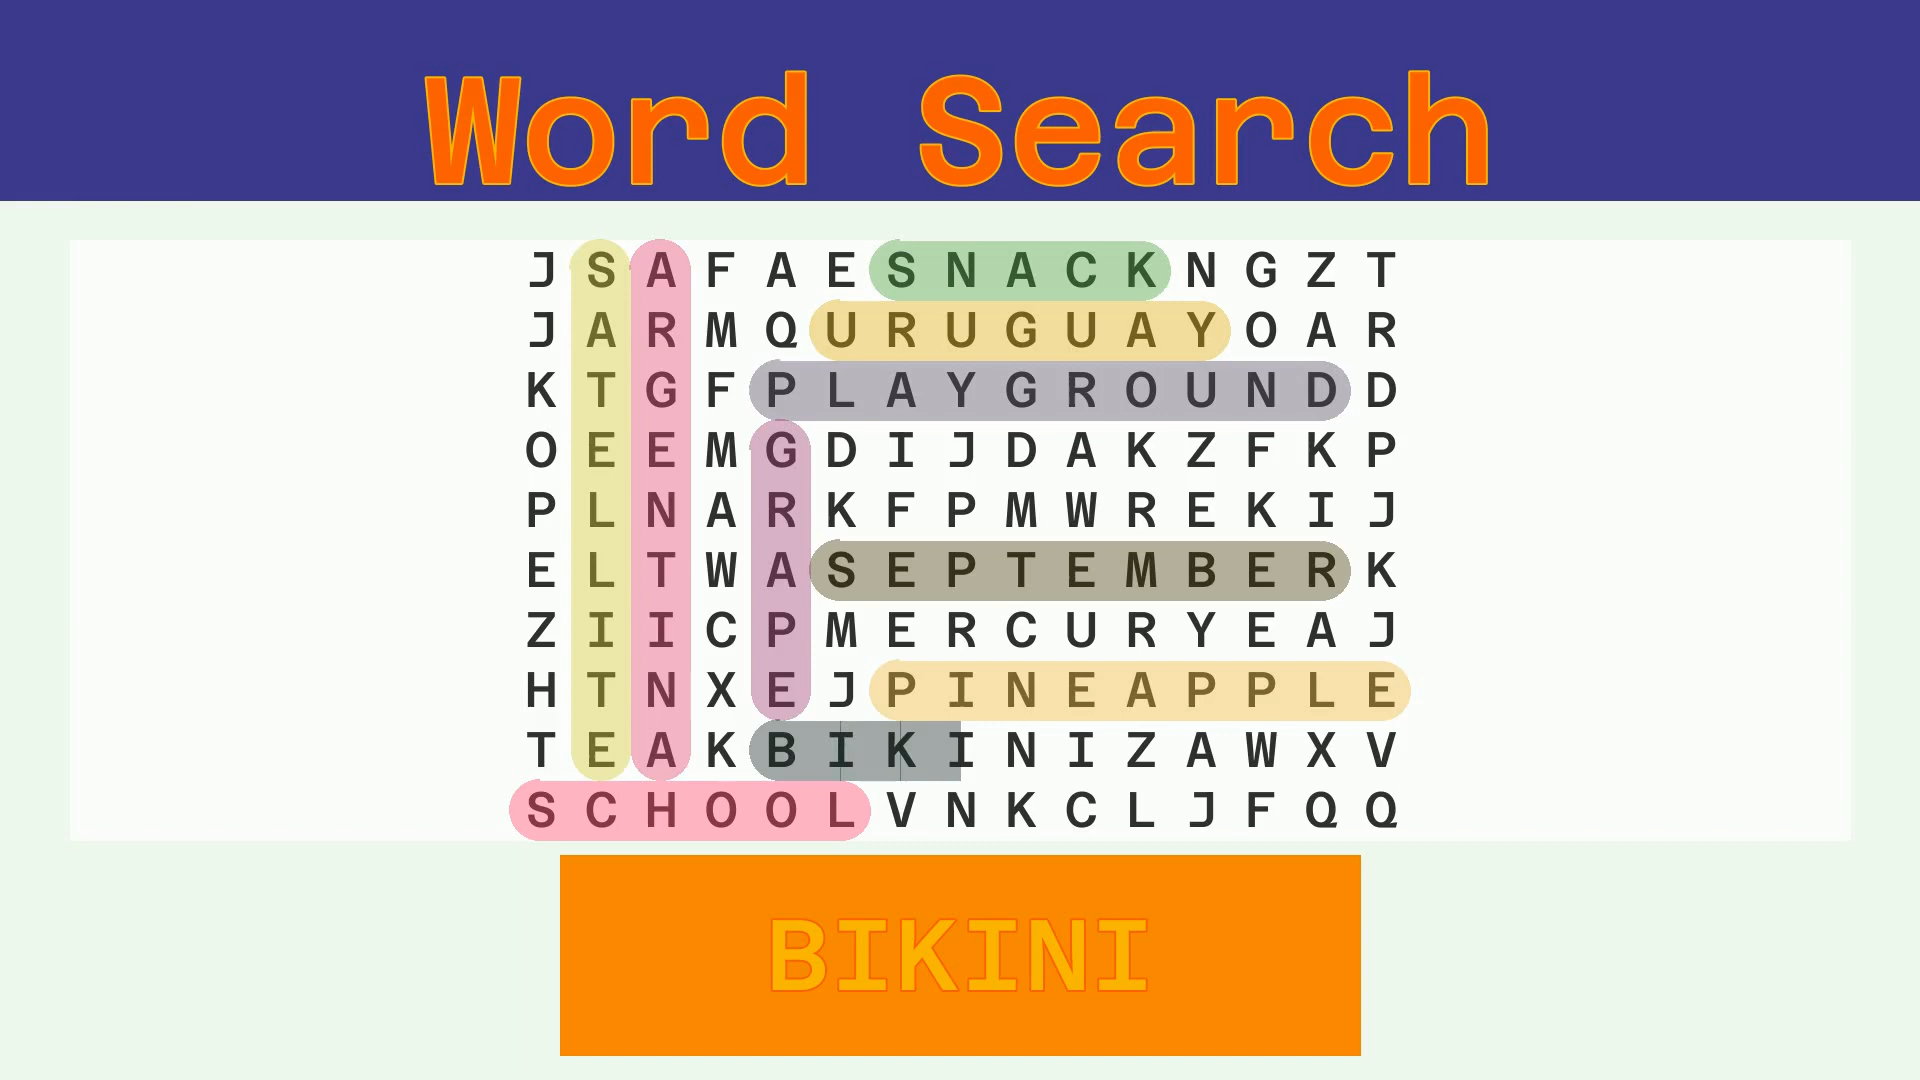 Word Search
J S A F A E S N A C K N G Z T
J A R M Q U R U G U A Y O A R
K T G F P L A Y G R O U N D D
O E E M G D I J D A K Z F K P
P L N A R K F P M W R E K I J
E L T W A S E P T E M B E R K
Z I I C P M E R C U R Y E A J
H T N X E J P I N E A P P L E
T E A K B I K I N I Z A W X V
S C H O O L V N K C L J F Q Q
BIKINI